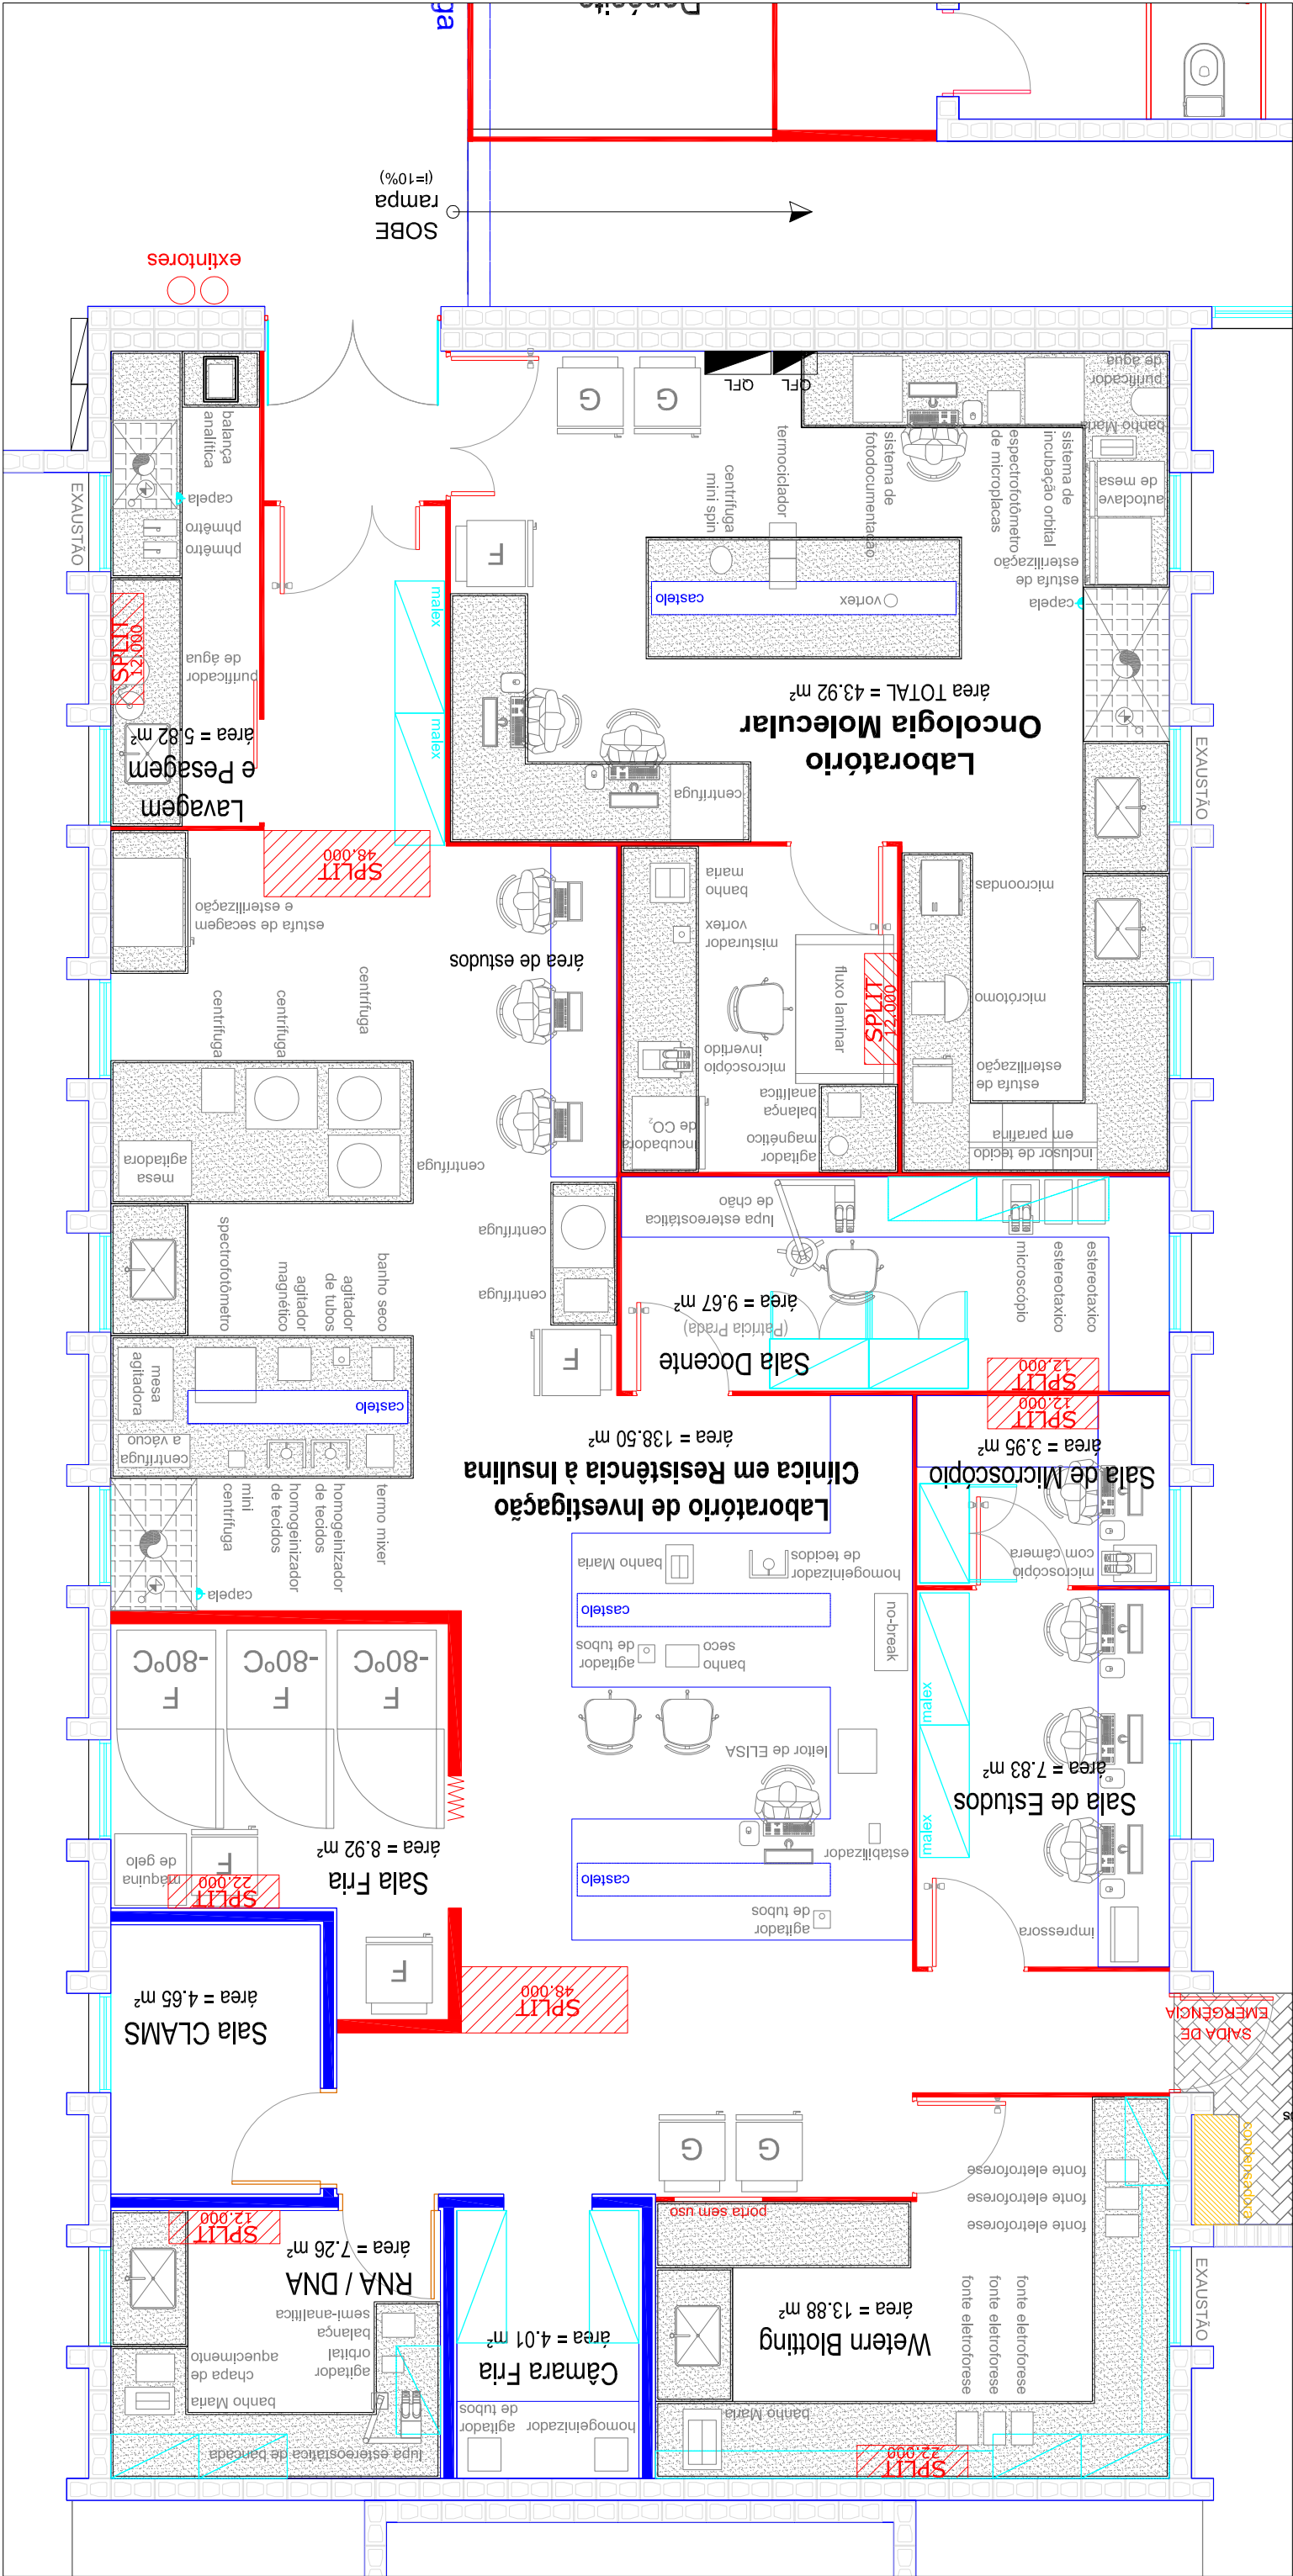 SPLIT
22.000
banho Maria
fonte eletroforese
fonte eletroforese
fonte eletroforese
Wetern Blotting
área = 13.88 m²
fonte eletroforese
fonte eletroforese
fonte eletroforese
porta sem uso
EXAUSTÃO
homogeinizador
agitador
de tubos
Câmara Fria
área = 4.01 m²
lupa estereostática de bancada
banho Maria
chapa de
aquecimento
agitador
orbital
balança
semi-analítica
RNA / DNA
área = 7.26 m²
SPLIT
12.000
G
G
condensadora
SAÍDA DE
EMERGÊNCIA
Sala CLAMS
área = 4.65 m²
SPLIT
48.000
F
impressora
Sala de Estudos
área = 7.83 m²
malex
malex
agitador
de tubos
castelo
estabilizador
leitor de ELISA
no-break
banho
seco
agitador
de tubos
castelo
homogeinizador
de tecidos
banho Maria
Sala Fria
área = 8.92 m²
SPLIT
22.000
F
máquina
de gelo
F
-80ºC
F
-80ºC
F
-80ºC
microscópio
com câmera
Sala de Microscópio
área = 3.95 m²
SPLIT
12.000
Laboratório de Investigação
Clínica em Resistência à Insulina
área = 138.50 m²
capela
termo mixer
homogeinizador
de tecidos
homogeinizador
de tecidos
mini
centrífuga
centrífuga
a vácuo
castelo
mesa
agitadora
banho seco
agitador
de tubos
agitador
magnético
spectrofotômetro
SPLIT
12.000
Sala Docente
(Patrícia Prada)
área = 9.67 m²
estereotaxico
estereotaxico
microscópio
lupa estereostática
de chão
F
centrífuga
centrífuga
centrífuga
mesa
agitadora
centrífuga
centrífuga
centrífuga
inclusor de tecido
em parafina
estufa de
esterilização
micrótomo
microondas
agitador
magnético
balança
analítica
fluxo laminar
SPLIT
12.000
Incubadora
de CO₂
microscópio
invertido
misturador
vortex
banho
maria
área de estudos
estufa de secagem
e esterilização
SPLIT
48.000
EXAUSTÃO
Laboratório
Oncologia Molecular
área TOTAL = 43.92 m²
centrífuga
malex
malex
Lavagem
e Pesagem
área = 5.82 m²
SPLIT
12.000
purificador
de água
vortex
castelo
capela
estufa de
esterilização
autoclave
de mesa
banho Maria
purificador
de água
sistema de
incubação orbital
espectrofotômetro
de microplacas
sistema de
fotodocumentação
termociclador
centrífuga
mini spin
F
phmêtro
phmêtro
capela
balança
analítica
EXAUSTÃO
QFL
QFL
G
G
extintores
SOBE
rampa
(i=10%)
Depósito